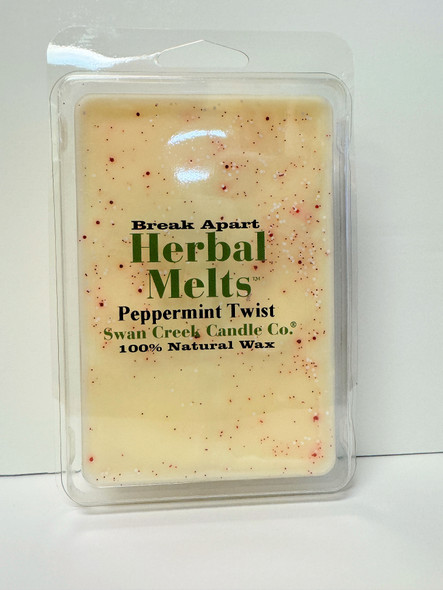 Break Apart
Herbal
Melts™
Peppermint Twist
Swan Creek Candle Co.®
100% Natural Wax